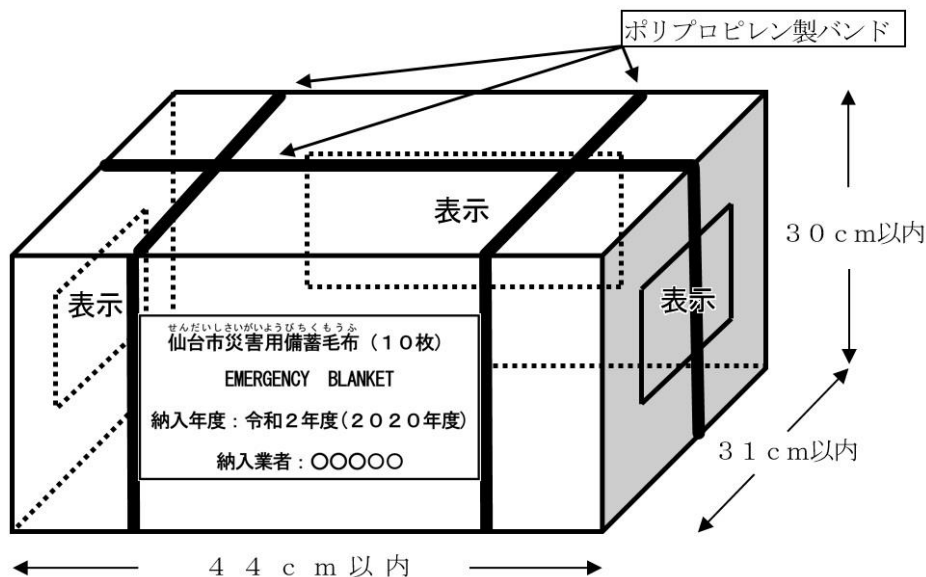 ポリプロピレン製バンド
表示
30cm以内
表示
表示
せんだいしさいがいようびちくもうふ
仙台市災害用備蓄毛布（10枚）
EMERGENCY BLANKET
納入年度：令和2年度(2020年度)
納入業者：○○○○○
31cm以内
44cm以内